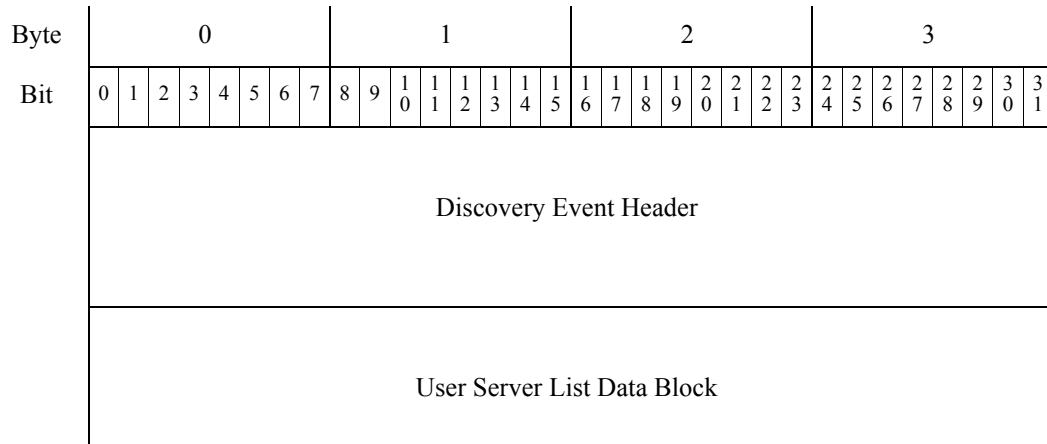 Byte 0 1 2 3
Bit 0 1 2 3 4 5 6 7 8 9 10 11 12 13 14 15 16 17 18 19 20 21 22 23 24 25 26 27 28 29 30 31
Discovery Event Header
User Server List Data Block